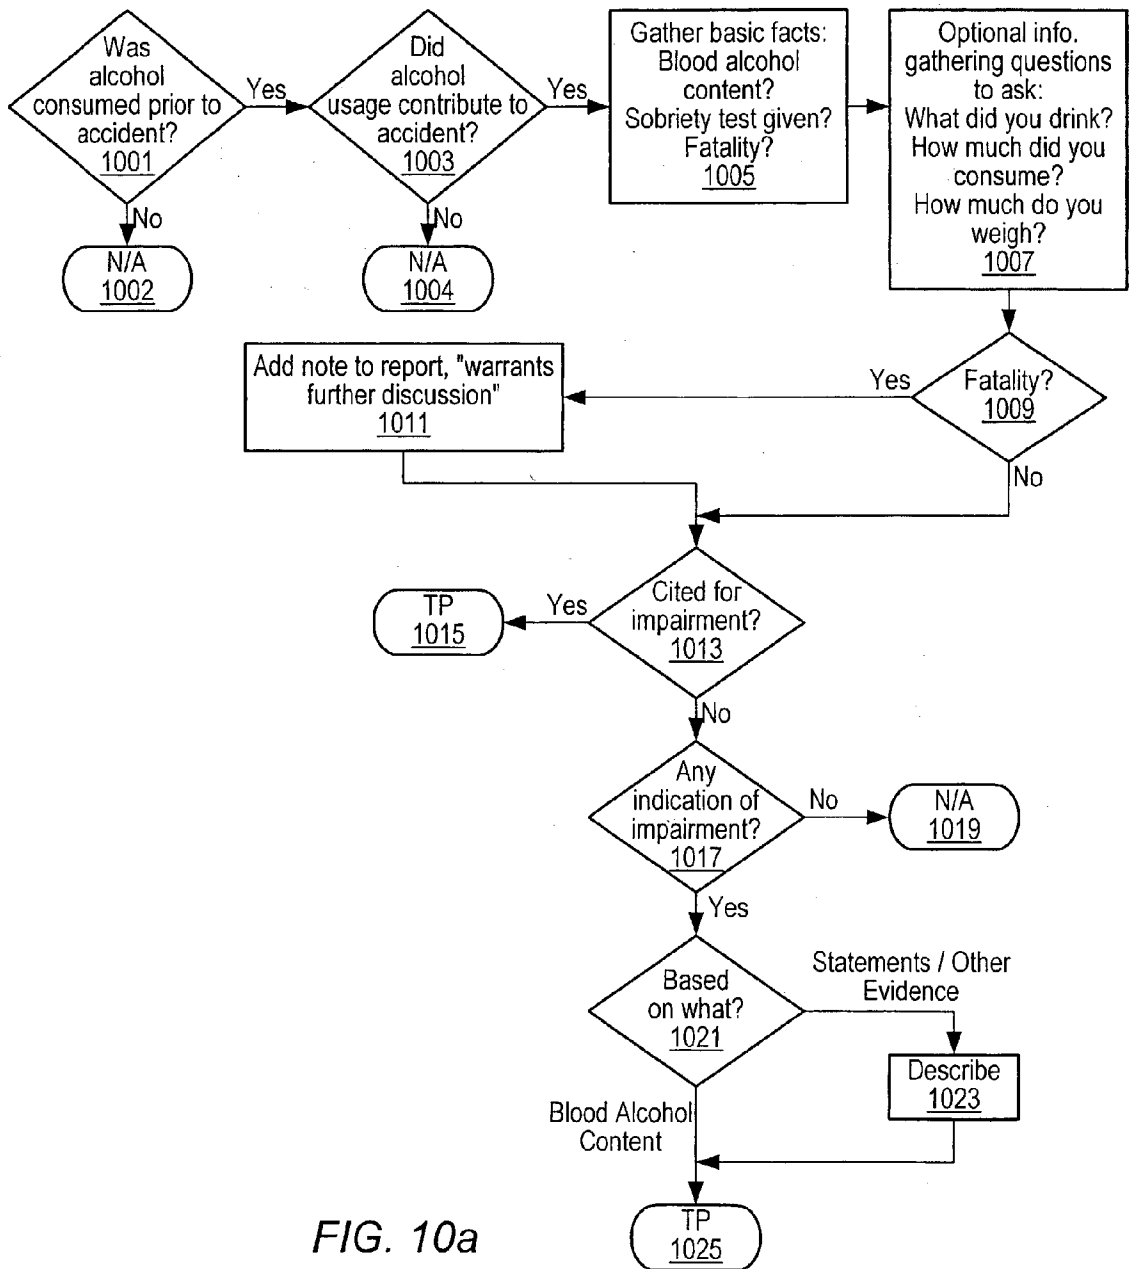 Was
alcohol
consumed prior to
accident?
1001
Yes
No
N/A
1002
Did
alcohol
usage contribute to
accident?
1003
Yes
No
N/A
1004
Gather basic facts:
Blood alcohol
content?
Sobriety test given?
Fatality?
1005
Optional info.
gathering questions
to ask:
What did you drink?
How much did you
consume?
How much do you
weigh?
1007
Fatality?
1009
Yes
No
Add note to report, "warrants
further discussion"
1011
Cited for
impairment?
1013
Yes
TP
1015
No
Any
indication of
impairment?
1017
No
N/A
1019
Yes
Based
on what?
1021
Statements / Other
Evidence
Describe
1023
Blood Alcohol
Content
TP
1025
FIG. 10a